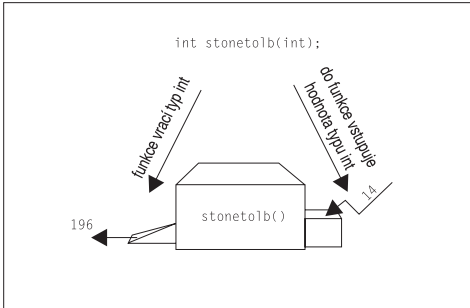 int stonetolb(int);
funkce vrací typ int
do funkce vstupuje
hodnota typu int
14
stonetolb()
196